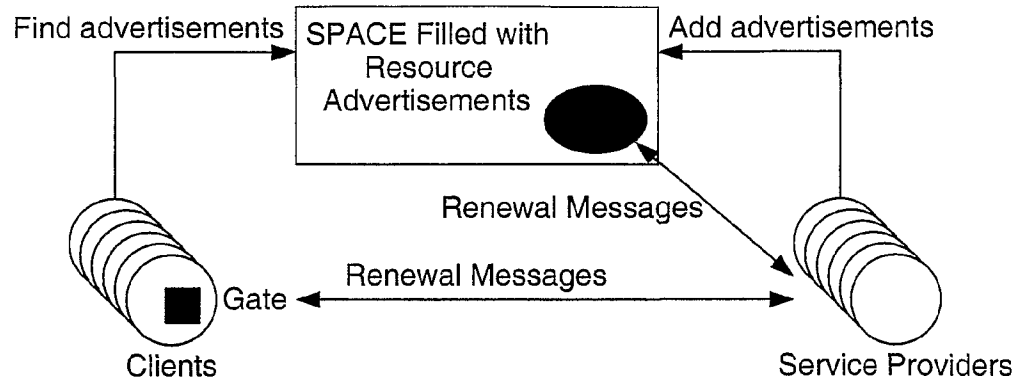 Find advertisements
SPACE Filled with
Resource
Advertisements
Add advertisements
Renewal Messages
Renewal Messages
Gate
Clients
Service Providers